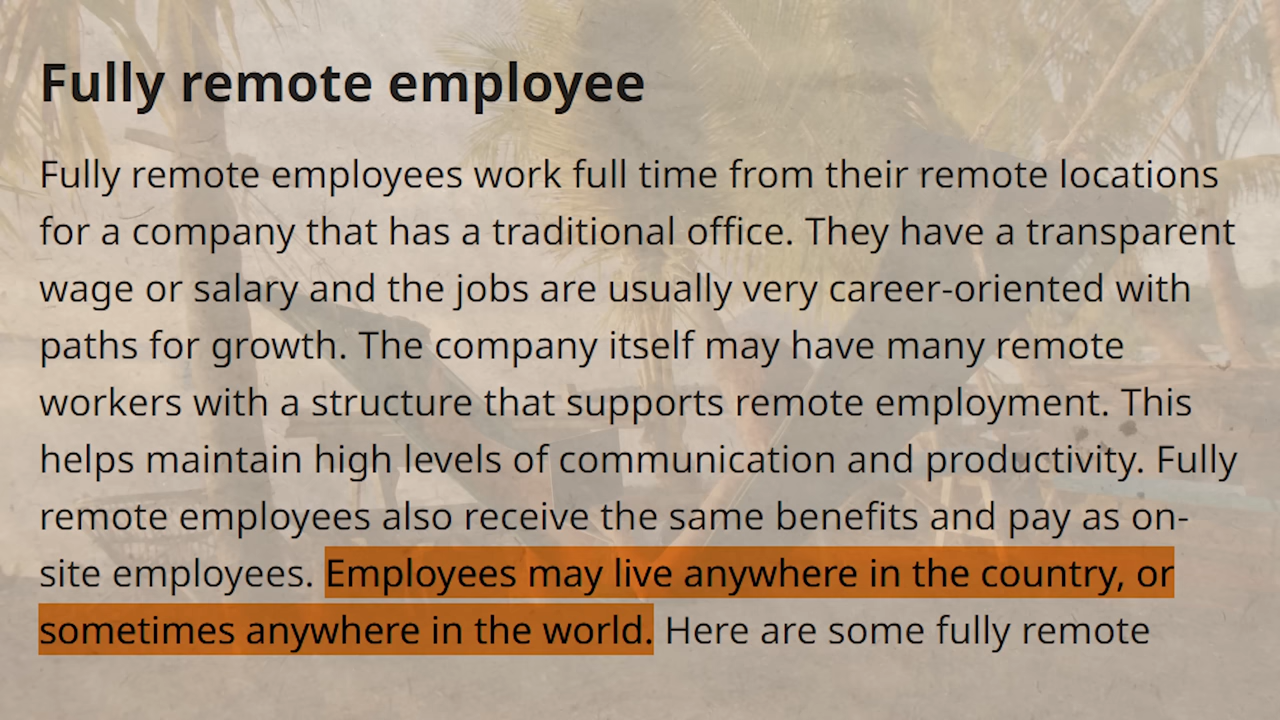 Fully remote employee
Fully remote employees work full time from their remote locations
for a company that has a traditional office. They have a transparent
wage or salary and the jobs are usually very career-oriented with
paths for growth. The company itself may have many remote
workers with a structure that supports remote employment. This
helps maintain high levels of communication and productivity. Fully
remote employees also receive the same benefits and pay as on-
site employees. Employees may live anywhere in the country, or
sometimes anywhere in the world. Here are some fully remote